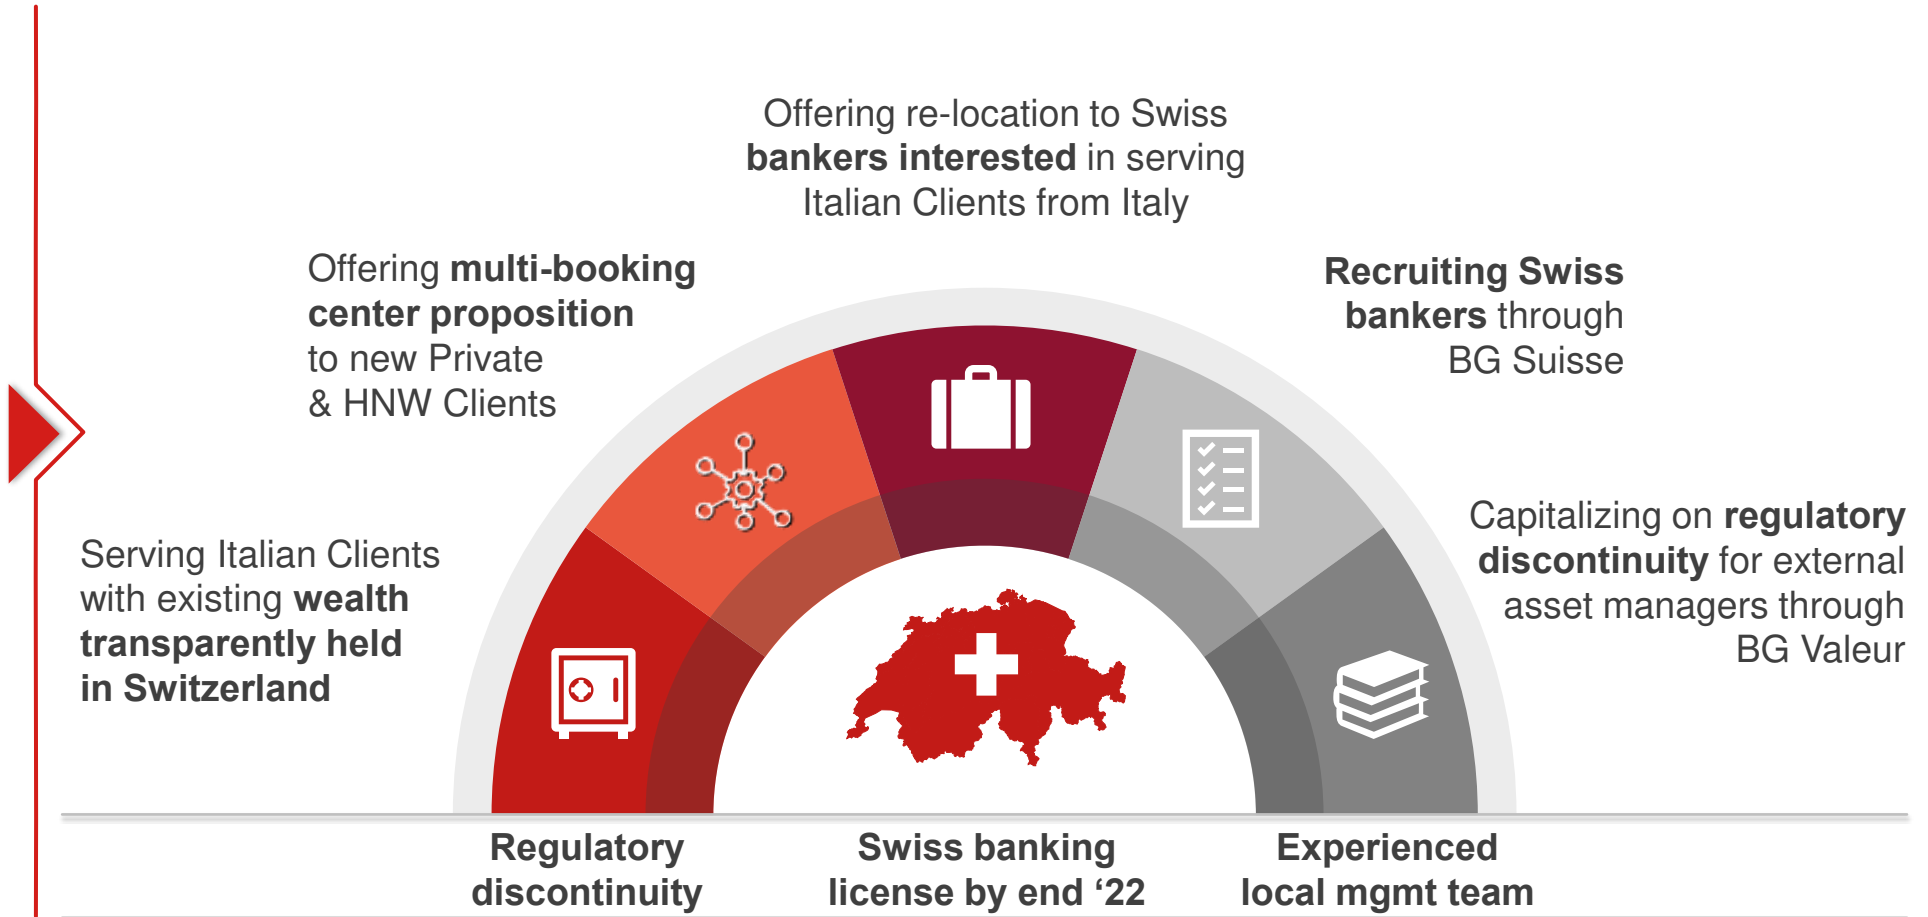 Offering re-location to Swiss
bankers interested in serving
Italian Clients from Italy
Offering multi-booking
center proposition
to new Private
& HNW Clients
Recruiting Swiss
bankers through
BG Suisse
Serving Italian Clients
with existing wealth
transparently held
in Switzerland
Capitalizing on regulatory
discontinuity for external
asset managers through
BG Valeur
Regulatory
discontinuity
Swiss banking
license by end ‘22
Experienced
local mgmt team